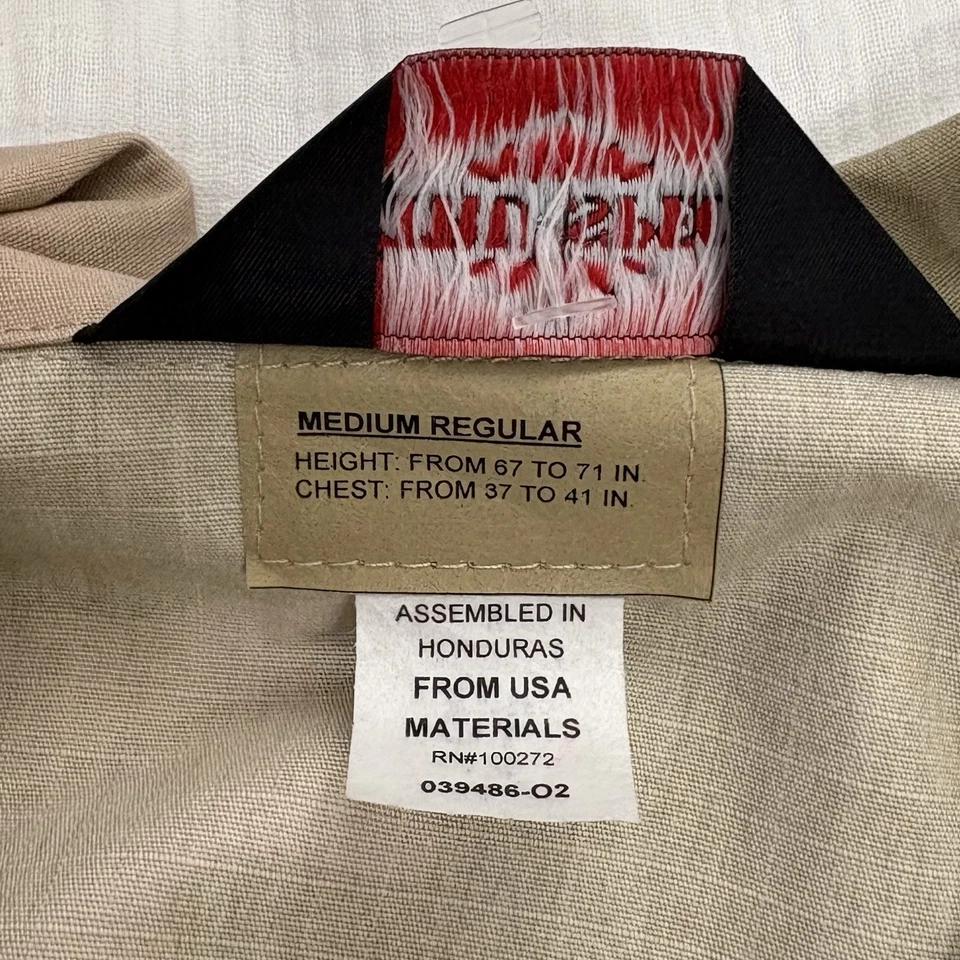 MEDIUM REGULAR
HEIGHT: FROM 67 TO 71 IN.
CHEST: FROM 37 TO 41 IN.
ASSEMBLED IN
HONDURAS
FROM USA
MATERIALS
RN#100272
039486-O2